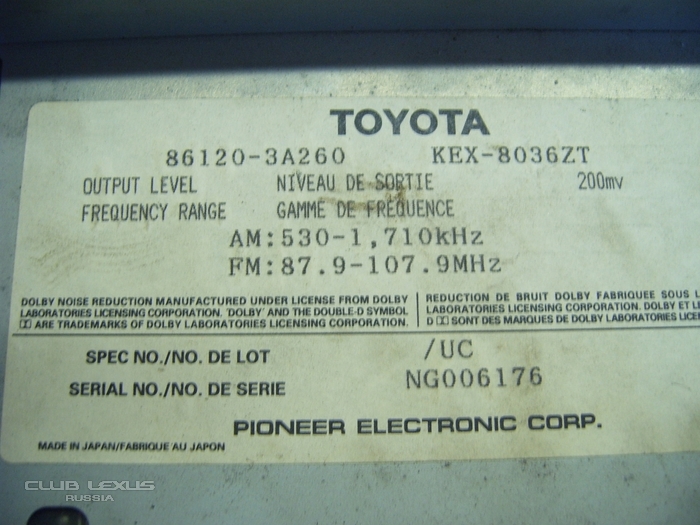 TOYOTA
86120-3A260 KEX-8036ZT
OUTPUT LEVEL NIVEAU DE SORTIE 200mv
FREQUENCY RANGE GAMME DE FREQUENCE
AM:530-1,710kHz
FM:87.9-107.9MHz
DOLBY NOISE REDUCTION MANUFACTURED UNDER LICENSE FROM DOLBY
LABORATORIES LICENSING CORPORATION. 'DOLBY' AND THE DOUBLE-D SYMBOL
ARE TRADEMARKS OF DOLBY LABORATORIES LICENSING CORPORATION.
REDUCTION DE BRUIT DOLBY FABRIQUEE SOUS
LABORATORIES LICENSING CORPORATION. DOLBY ET
SONT DES MARQUES DE DOLBY LABORATORIES
SPEC NO./NO. DE LOT /UC
SERIAL NO./NO. DE SERIE NG006176
PIONEER ELECTRONIC CORP.
MADE IN JAPAN/FABRIQUE AU JAPON
CLUB LEXUS
RUSSIA